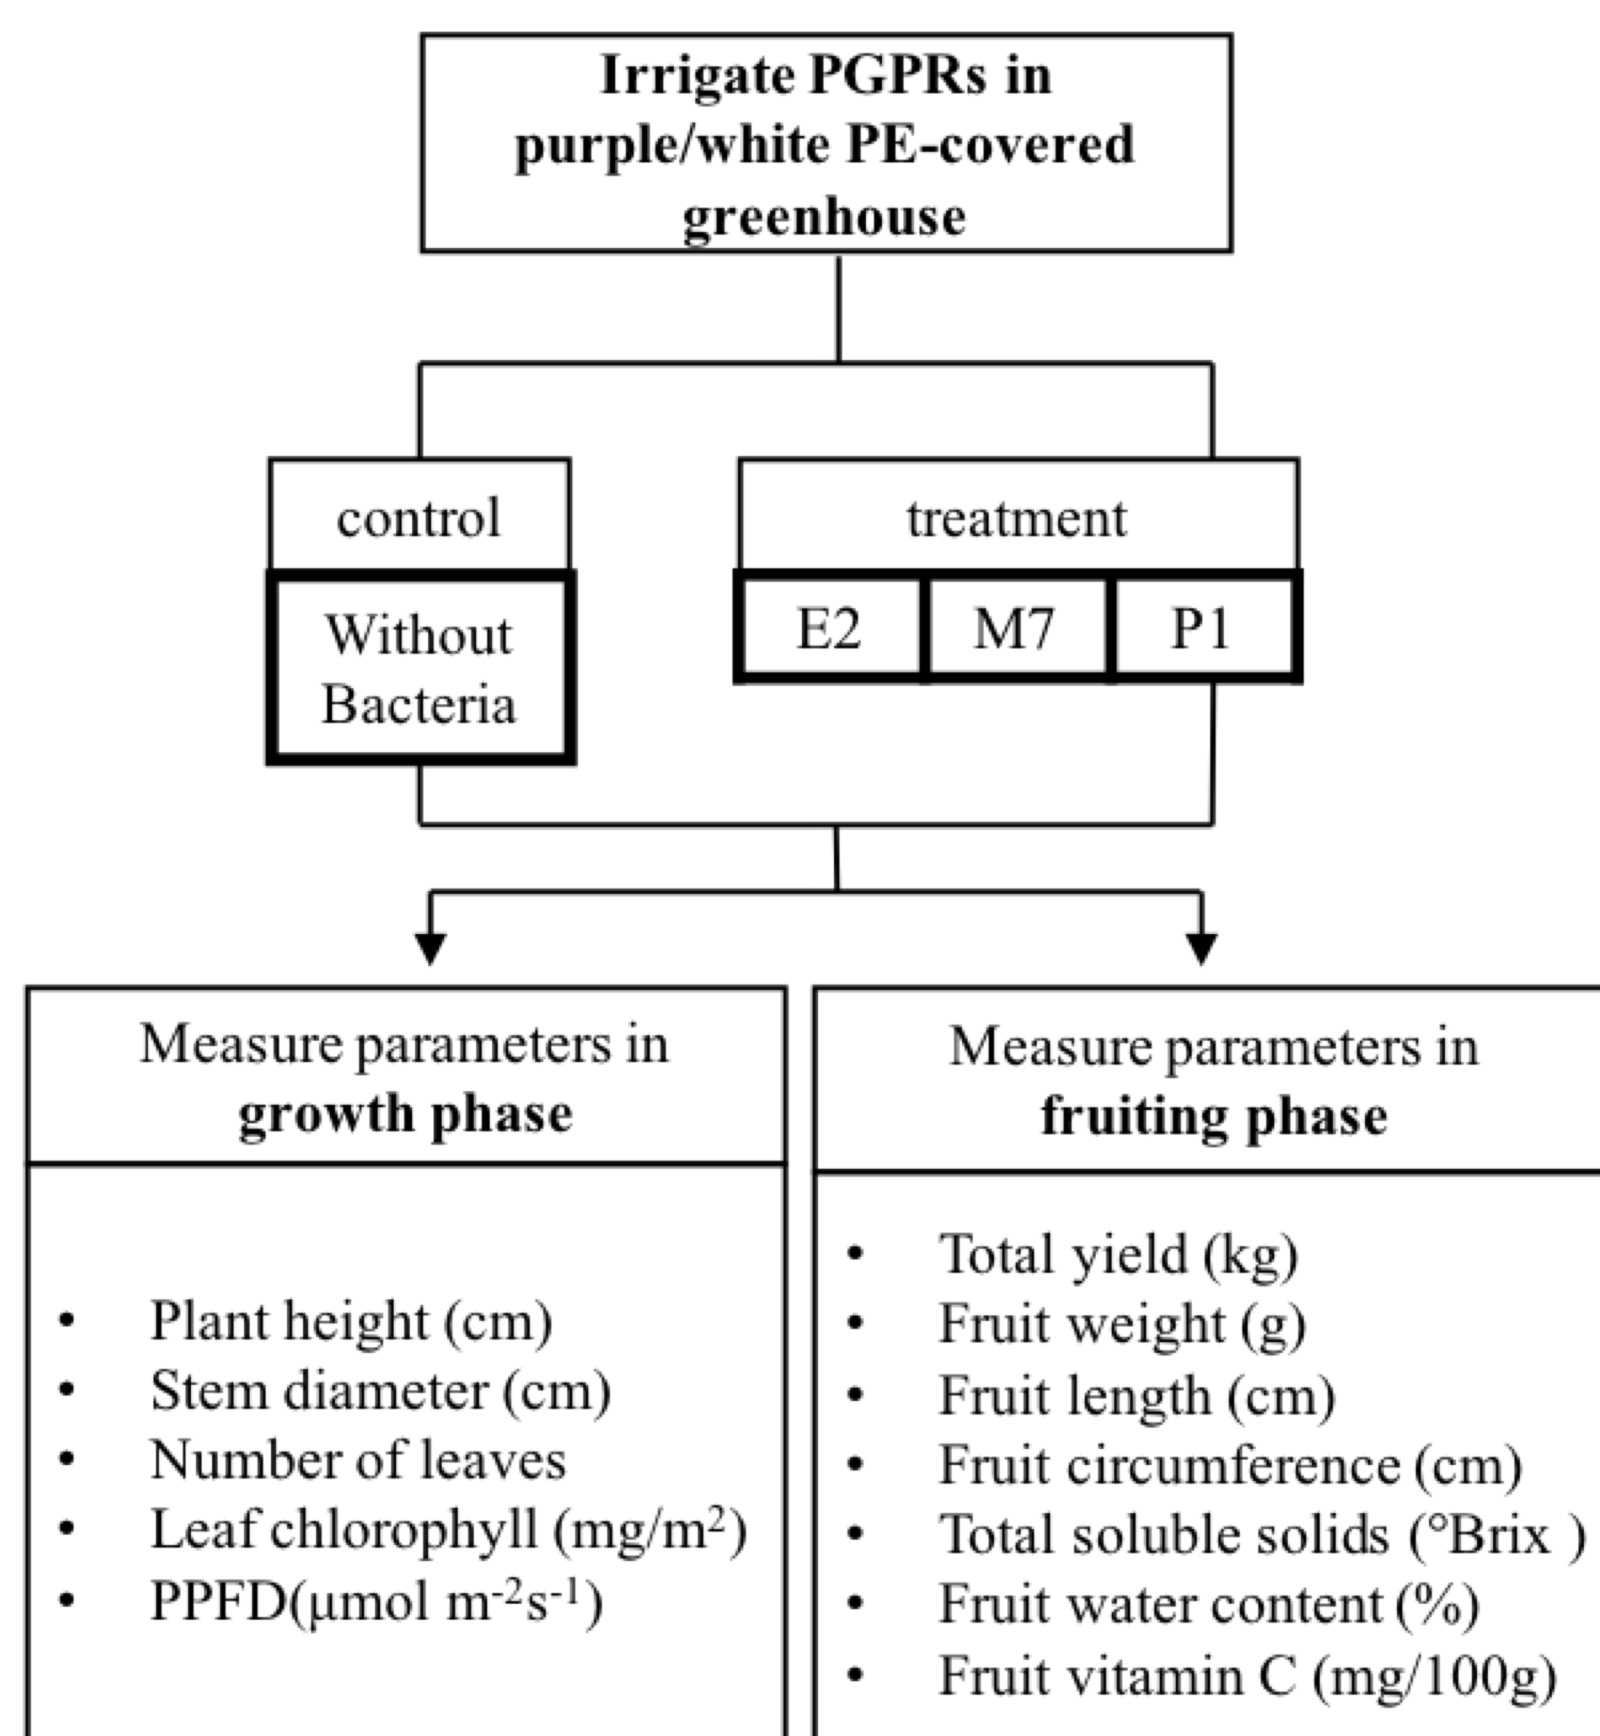 Irrigate PGPRs in
purple/white PE-covered
greenhouse
control
treatment
Without
Bacteria
E2
M7
P1
Measure parameters in
growth phase
• Plant height (cm)
• Stem diameter (cm)
• Number of leaves
• Leaf chlorophyll (mg/m²)
• PPFD(μmol m⁻²s⁻¹)
Measure parameters in
fruiting phase
• Total yield (kg)
• Fruit weight (g)
• Fruit length (cm)
• Fruit circumference (cm)
• Total soluble solids (°Brix )
• Fruit water content (%)
• Fruit vitamin C (mg/100g)